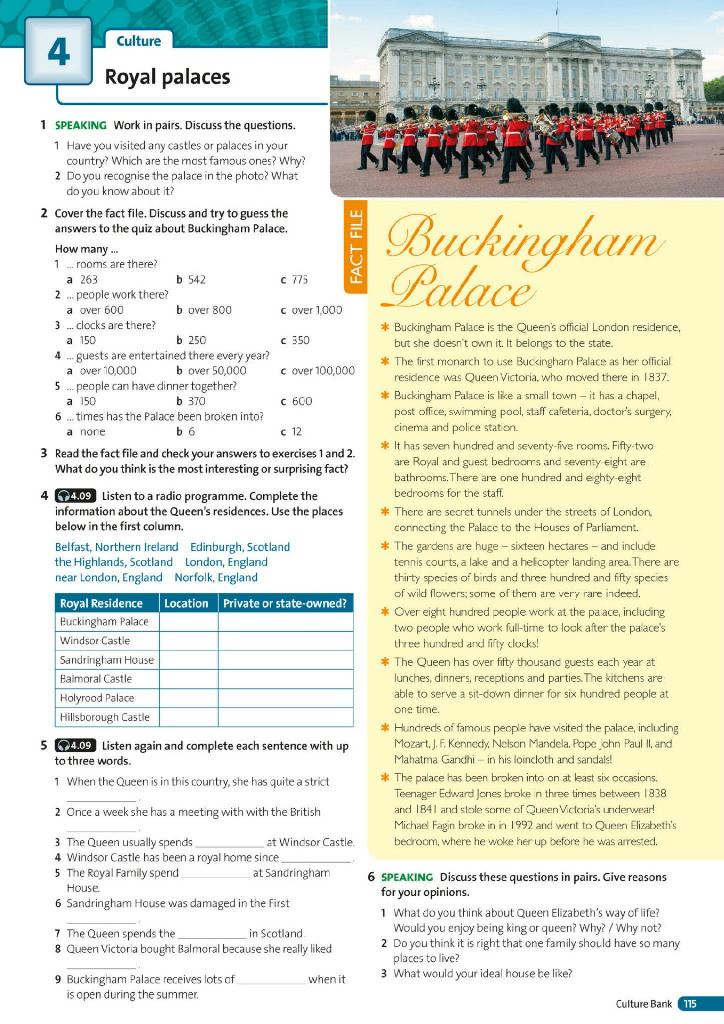 4
Culture
Royal palaces
1 SPEAKING Work in pairs. Discuss the questions.
1 Have you visited any castles or palaces in your
country? Which are the most famous ones? Why?
2 Do you recognise the palace in the photo? What
do you know about it?
2 Cover the fact file. Discuss and try to guess the
answers to the quiz about Buckingham Palace.
How many ...
1 ... rooms are there?
a 263 b 542 c 775
2 ... people work there?
a over 600 b over 800 c over 1,000
3 ... clocks are there?
a 150 b 250 c 350
4 ... guests are entertained there every year?
a over 10,000 b over 50,000 c over 100,000
5 ... people can have dinner together?
a 150 b 370 c 600
6 ... times has the Palace been broken into?
a none b 6 c 12
3 Read the fact file and check your answers to exercises 1 and 2.
What do you think is the most interesting or surprising fact?
4 4.09 Listen to a radio programme. Complete the
information about the Queen's residences. Use the places
below in the first column.
Belfast, Northern Ireland Edinburgh, Scotland
the Highlands, Scotland London, England
near London, England Norfolk, England
Royal Residence Location Private or state-owned?
Buckingham Palace
Windsor Castle
Sandringham House
Balmoral Castle
Holyrood Palace
Hillsborough Castle
5 4.09 Listen again and complete each sentence with up
to three words.
1 When the Queen is in this country, she has quite a strict
____________ .
2 Once a week she has a meeting with with the British
____________ .
3 The Queen usually spends ____________ at Windsor Castle.
4 Windsor Castle has been a royal home since ____________ .
5 The Royal Family spend ____________ at Sandringham
House.
6 Sandringham House was damaged in the First
____________ .
7 The Queen spends the ____________ in Scotland.
8 Queen Victoria bought Balmoral because she really liked
____________ .
9 Buckingham Palace receives lots of ____________ when it
is open during the summer.
FACT FILE
Buckingham
Palace
* Buckingham Palace is the Queen's official London residence,
but she doesn't own it. It belongs to the state.
* The first monarch to use Buckingham Palace as her official
residence was Queen Victoria, who moved there in 1837.
* Buckingham Palace is like a small town – it has a chapel,
post office, swimming pool, staff cafeteria, doctor's surgery,
cinema and police station.
* It has seven hundred and seventy-five rooms. Fifty-two
are Royal and guest bedrooms and seventy-eight are
bathrooms. There are one hundred and eighty-eight
bedrooms for the staff.
* There are secret tunnels under the streets of London,
connecting the Palace to the Houses of Parliament.
* The gardens are huge – sixteen hectares – and include
tennis courts, a lake and a helicopter landing area. There are
thirty species of birds and three hundred and fifty species
of wild flowers; some of them are very rare indeed.
* Over eight hundred people work at the palace, including
two people who work full-time to look after the palace's
three hundred and fifty clocks!
* The Queen has over fifty thousand guests each year at
lunches, dinners, receptions and parties. The kitchens are
able to serve a sit-down dinner for six hundred people at
one time.
* Hundreds of famous people have visited the palace, including
Mozart, J. F. Kennedy, Nelson Mandela, Pope John Paul II, and
Mahatma Gandhi – in his loincloth and sandals!
* The palace has been broken into on at least six occasions.
Teenager Edward Jones broke in three times between 1838
and 1841 and stole some of Queen Victoria's underwear!
Michael Fagin broke in in 1992 and went to Queen Elizabeth's
bedroom, where he woke her up before he was arrested.
6 SPEAKING Discuss these questions in pairs. Give reasons
for your opinions.
1 What do you think about Queen Elizabeth's way of life?
Would you enjoy being king or queen? Why? / Why not?
2 Do you think it is right that one family should have so many
places to live?
3 What would your ideal house be like?
Culture Bank 115